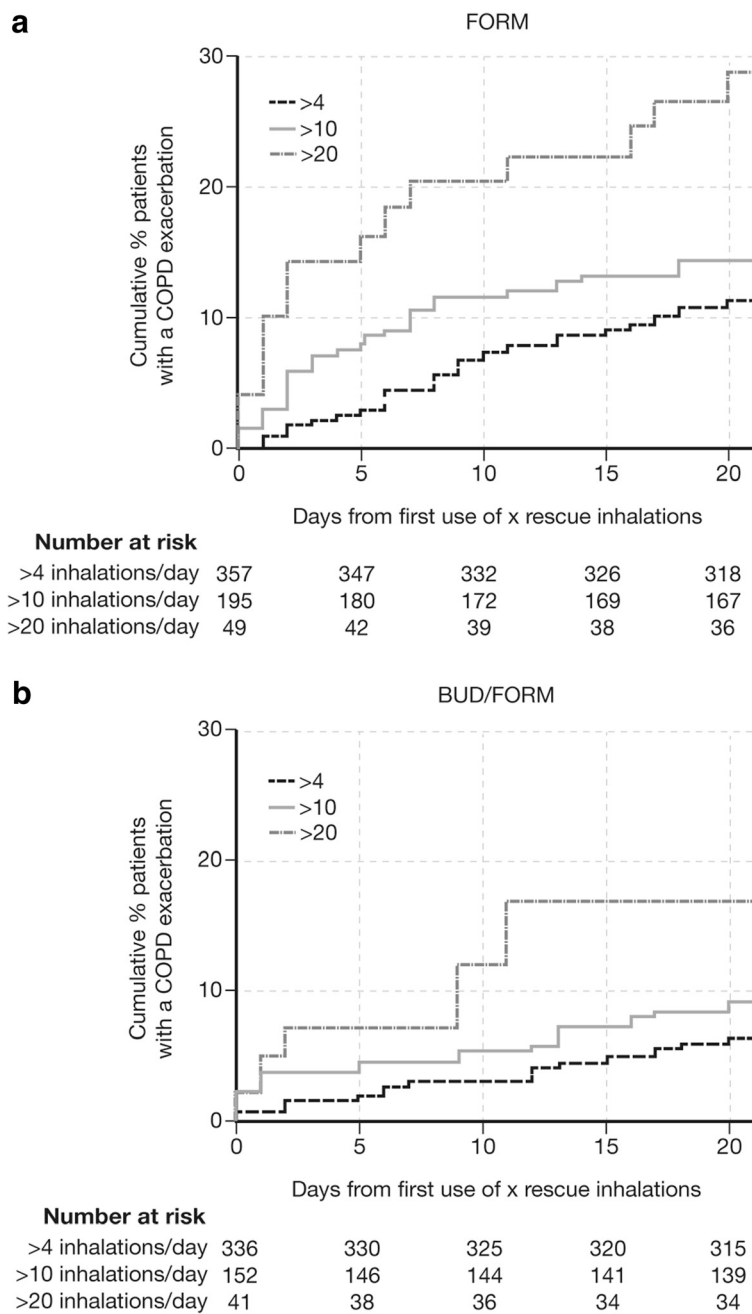 a
FORM
30
20
10
0
Cumulative % patients
with a COPD exacerbation
>4
>10
>20
0 5 10 15 20
Days from first use of x rescue inhalations
Number at risk
>4 inhalations/day 357 347 332 326 318
>10 inhalations/day 195 180 172 169 167
>20 inhalations/day 49 42 39 38 36
b
BUD/FORM
30
20
10
0
Cumulative % patients
with a COPD exacerbation
>4
>10
>20
0 5 10 15 20
Days from first use of x rescue inhalations
Number at risk
>4 inhalations/day 336 330 325 320 315
>10 inhalations/day 152 146 144 141 139
>20 inhalations/day 41 38 36 34 34